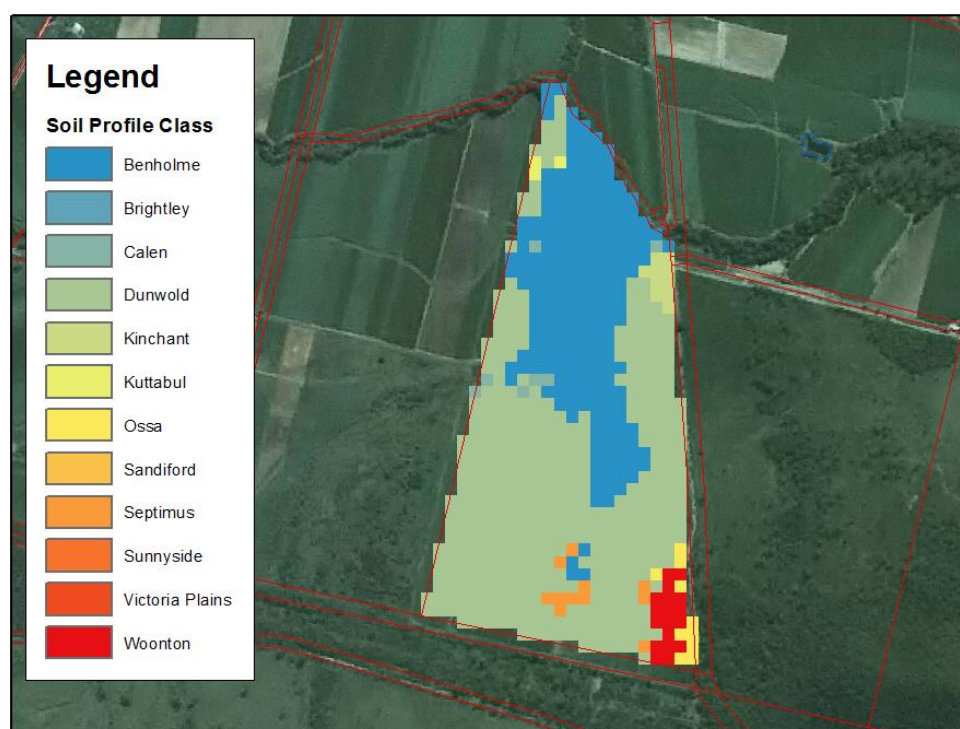 Legend
Soil Profile Class
Benholme
Brightley
Calen
Dunwold
Kinchant
Kuttabul
Ossa
Sandiford
Septimus
Sunnyside
Victoria Plains
Woonton